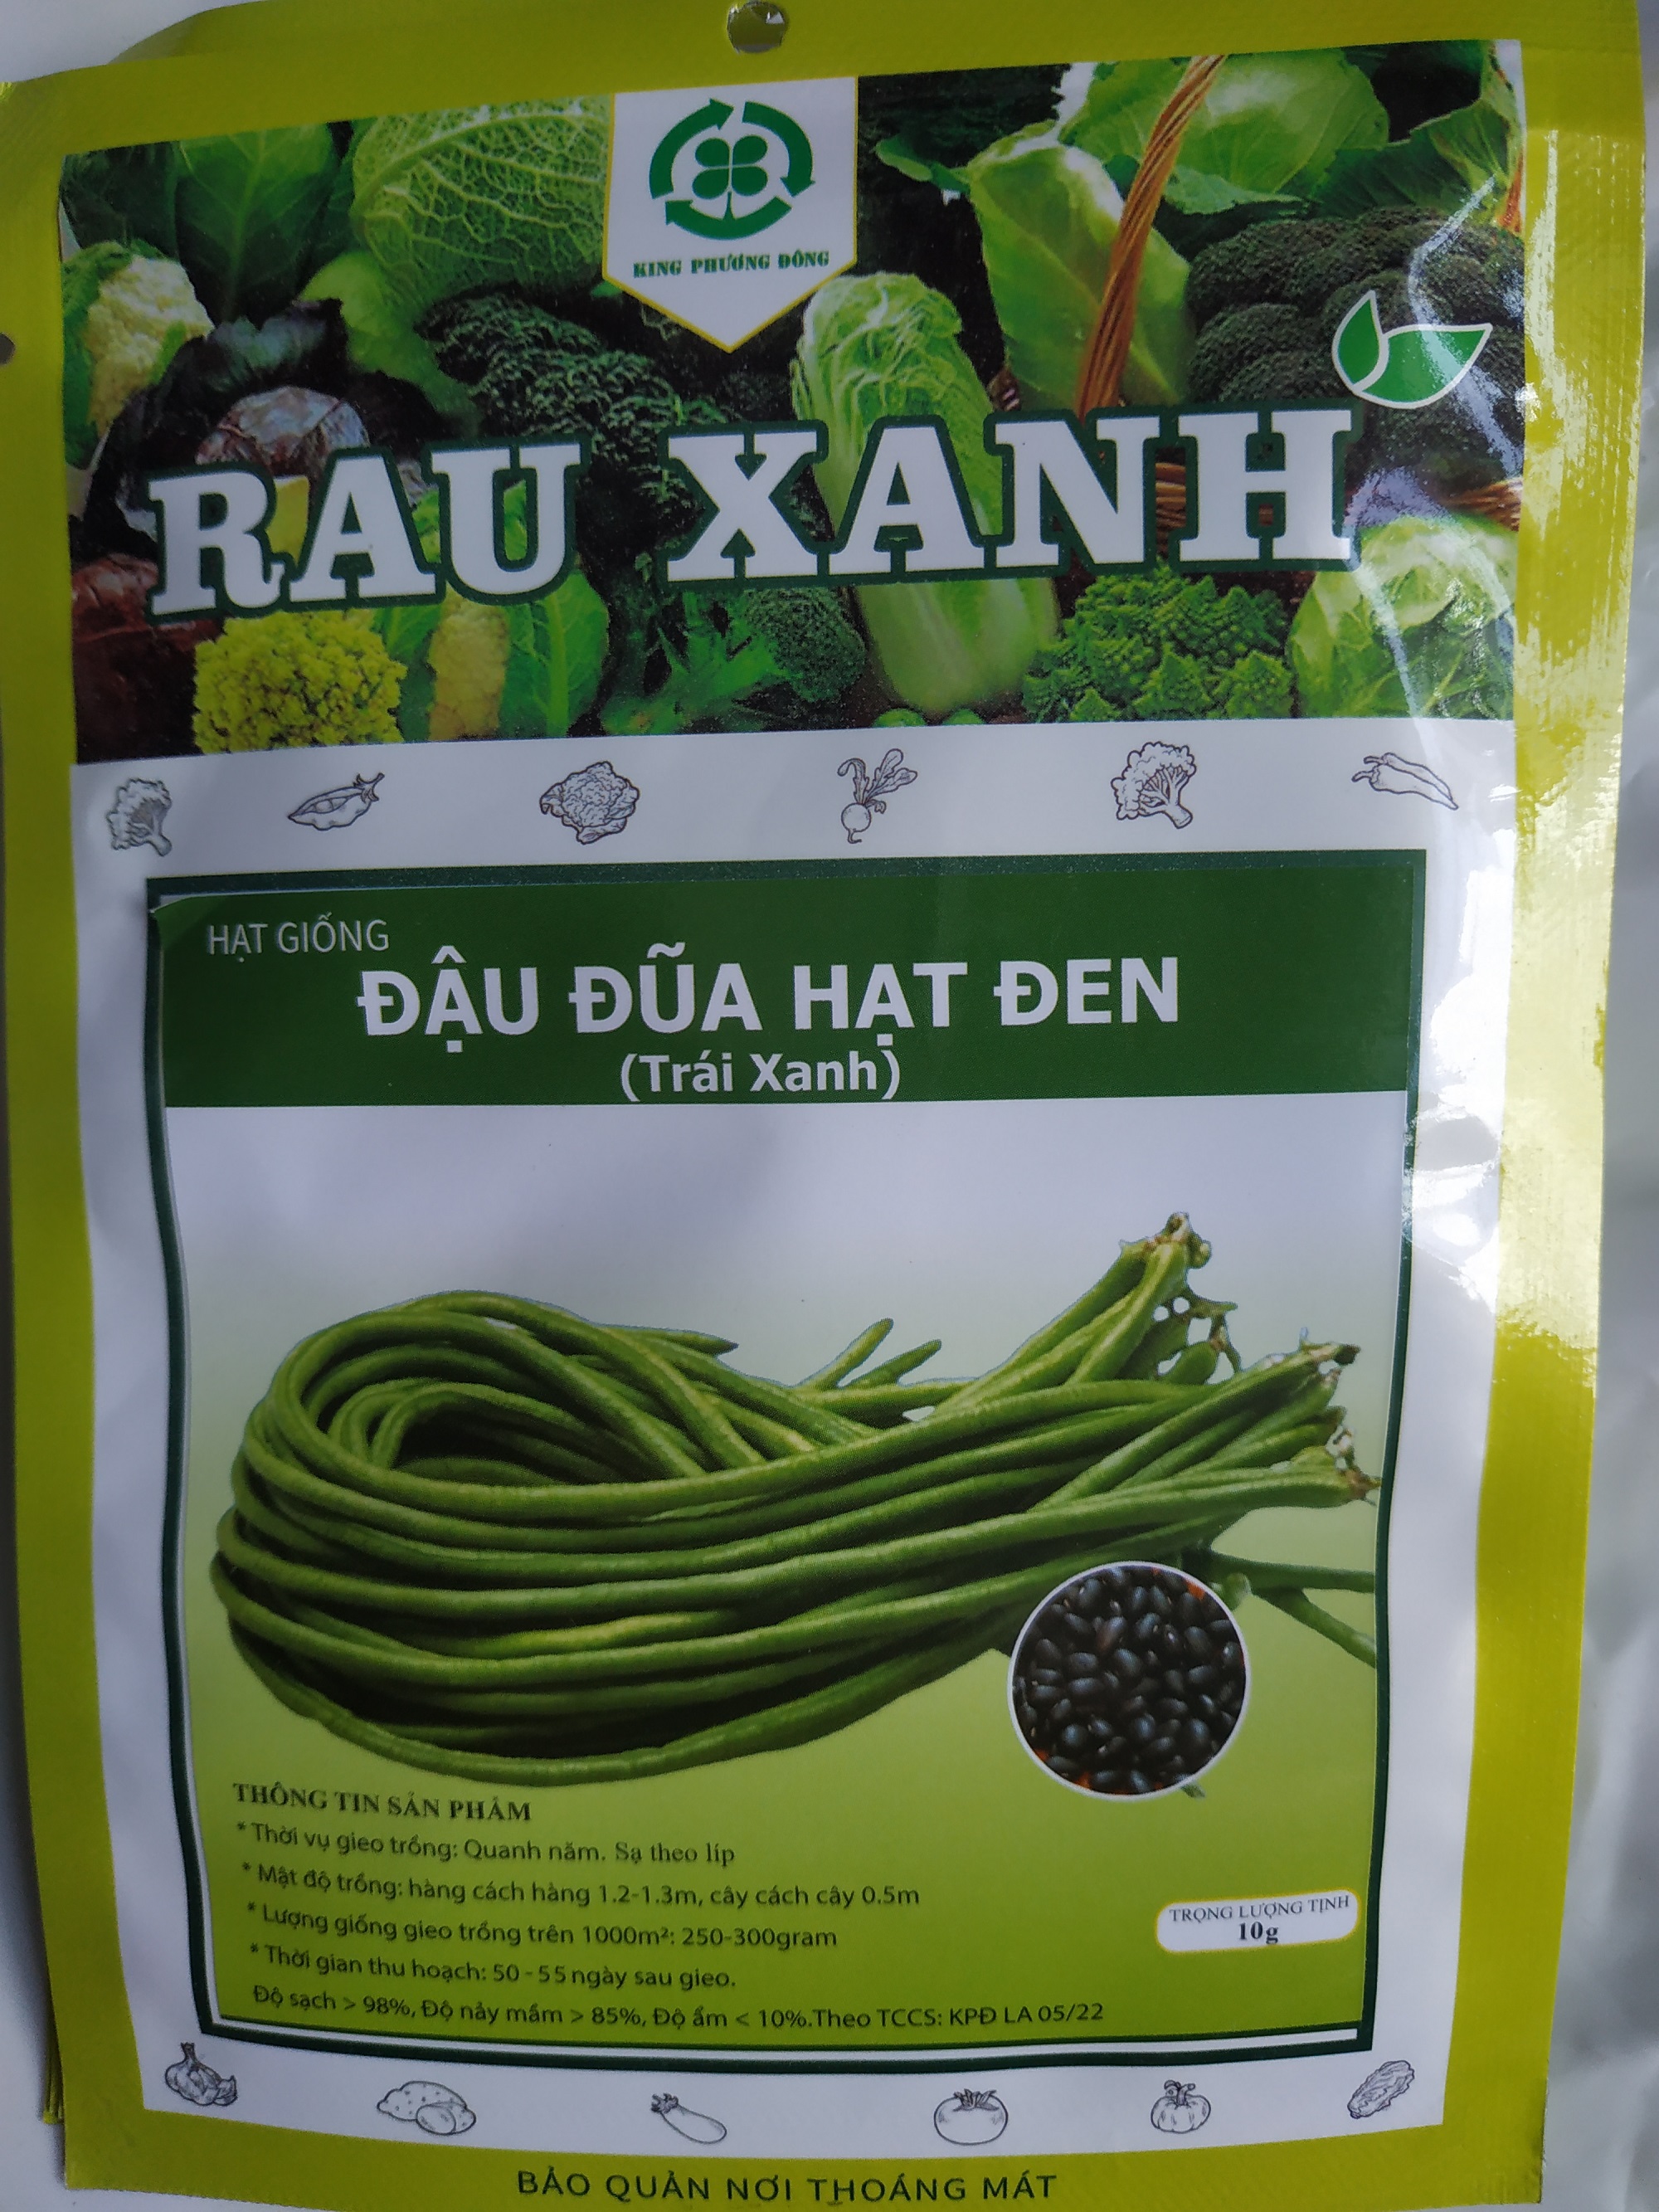 KING PHƯƠNG ĐÔNG
RAU XANH
HẠT GIỐNG
ĐẬU ĐŨA HẠT ĐEN
(Trái Xanh)
THÔNG TIN SẢN PHẨM
* Thời vụ gieo trồng: Quanh năm. Sạ theo líp
* Mật độ trồng: hàng cách hàng 1.2-1.3m, cây cách cây 0.5m
* Lượng giống gieo trồng trên 1000m²: 250-300gram
* Thời gian thu hoạch: 50 - 55 ngày sau gieo.
Độ sạch > 98%, Độ nảy mầm > 85%, Độ ẩm < 10%.Theo TCCS: KPĐ LA 05/22
TRỌNG LƯỢNG TỊNH
10g
BẢO QUẢN NƠI THOÁNG MÁT